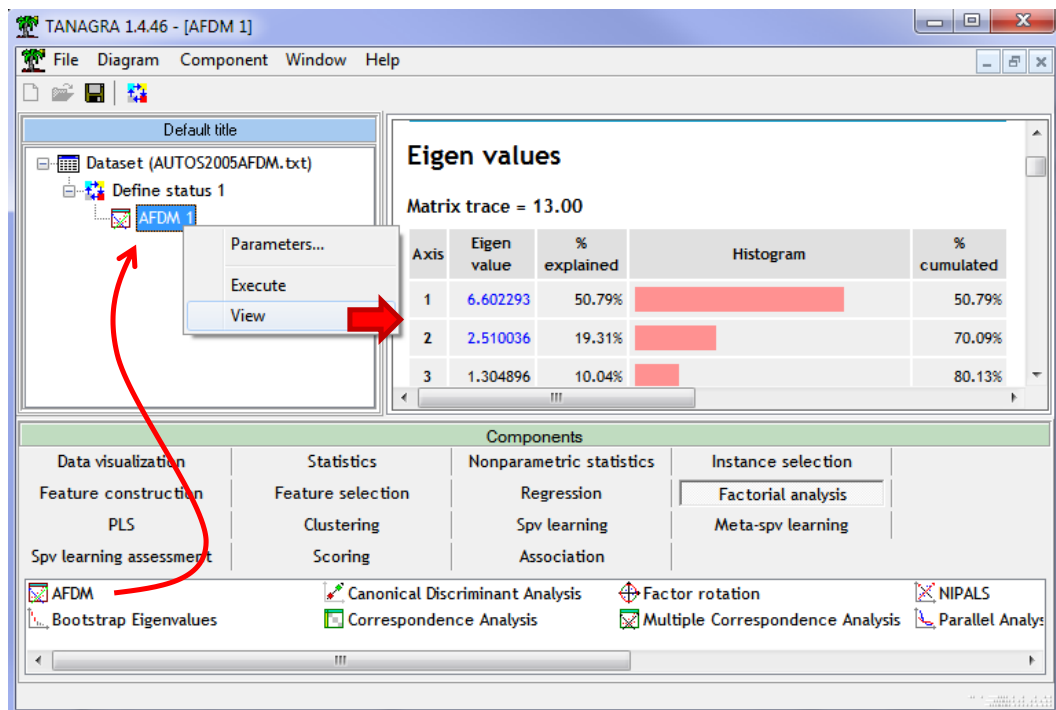 TANAGRA 1.4.46 - [AFDM 1]
File Diagram Component Window Help
Default title
Dataset (AUTOS2005AFDM.txt)
Define status 1
AFDM 1
Parameters...
Execute
View
Eigen values
Matrix trace = 13.00
Axis Eigen value % explained Histogram % cumulated
1 6.602293 50.79% 50.79%
2 2.510036 19.31% 70.09%
3 1.304896 10.04% 80.13%
Components
Data visualization Statistics Nonparametric statistics Instance selection
Feature construction Feature selection Regression Factorial analysis
PLS Clustering Spv learning Meta-spv learning
Spv learning assessment Scoring Association
AFDM Canonical Discriminant Analysis Factor rotation NIPALS
Bootstrap Eigenvalues Correspondence Analysis Multiple Correspondence Analysis Parallel Analys